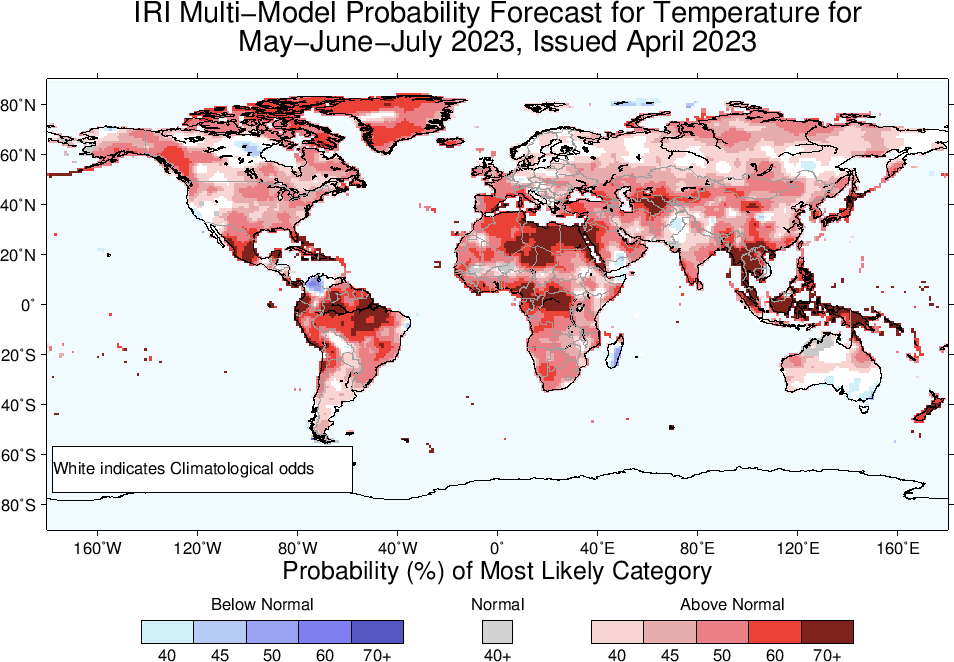 IRI Multi−Model Probability Forecast for Temperature for
May−June−July 2023, Issued April 2023
80˚N
60˚N
40˚N
20˚N
0˚
20˚S
40˚S
60˚S
80˚S
White indicates Climatological odds
160˚W 120˚W 80˚W 40˚W 0˚ 40˚E 80˚E 120˚E 160˚E
Probability (%) of Most Likely Category
Below Normal Normal Above Normal
40 45 50 60 70+ 40+ 40 45 50 60 70+